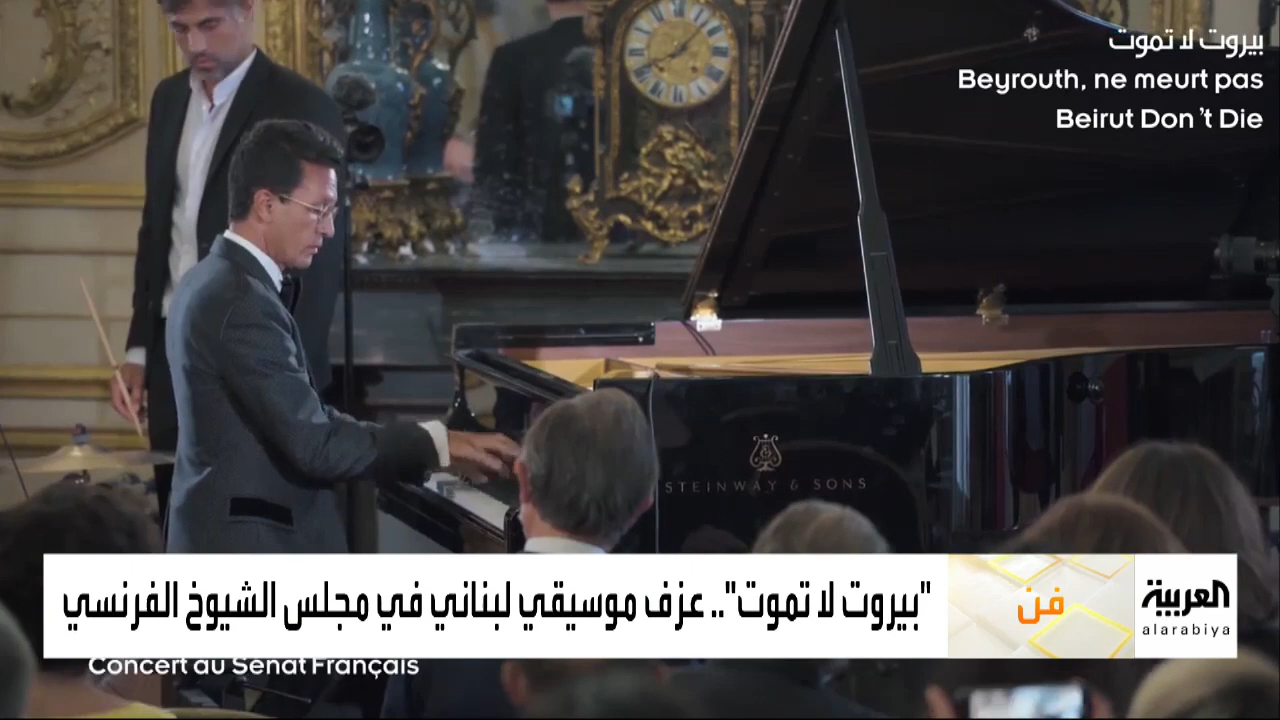 بيروت لا تموت
Beyrouth, ne meurt pas
Beirut Don 't Die
STEINWAY & SONS
"بيروت لا تموت".. عزف موسيقي لبناني في مجلس الشيوخ الفرنسي
فن
العربية
alarabiya
Concert au Sénat Français